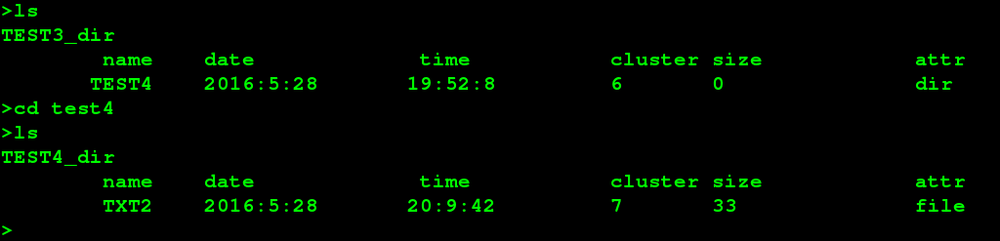 >ls
TEST3_dir
name date time cluster size attr
TEST4 2016:5:28 19:52:8 6 0 dir
>cd test4
>ls
TEST4_dir
name date time cluster size attr
TXT2 2016:5:28 20:9:42 7 33 file
>